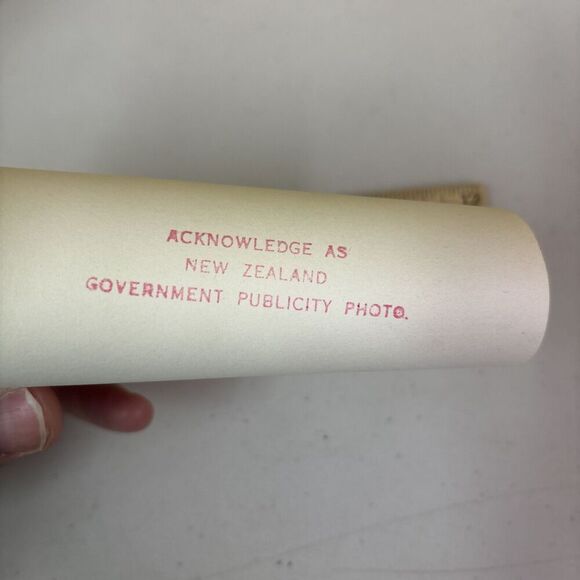 ACKNOWLEDGE AS
NEW ZEALAND
GOVERNMENT PUBLICITY PHOTO.